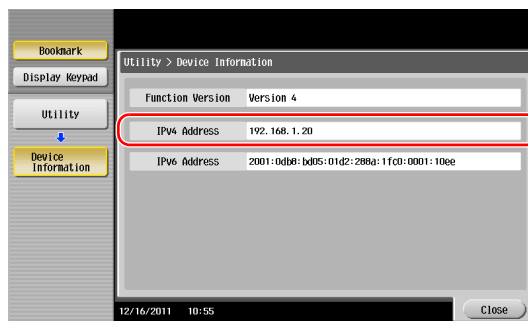 Bookmark
Display Keypad
Utility
Device
Information
Utility > Device Information
Function Version Version 4
IPv4 Address 192.168.1.20
IPv6 Address 2001:0db8:bd05:01d2:288a:1fc0:0001:10ee
12/16/2011 10:55
Close